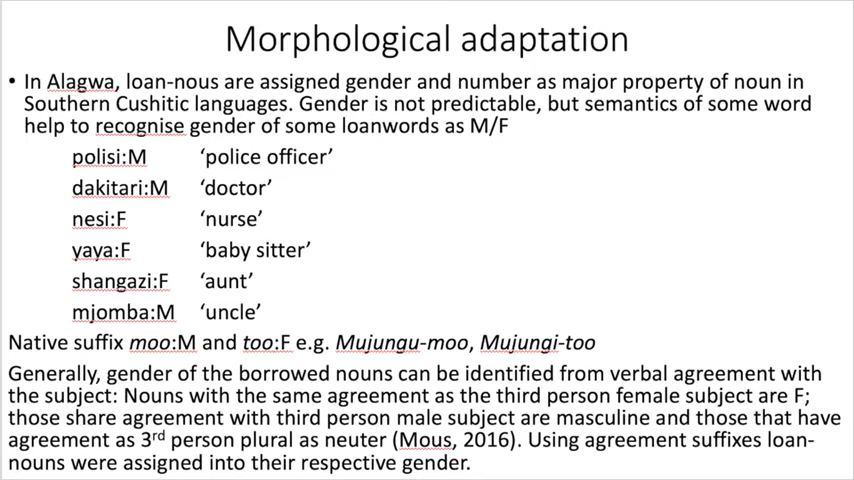 Morphological adaptation
• In Alagwa, loan-nous are assigned gender and number as major property of noun in
Southern Cushitic languages. Gender is not predictable, but semantics of some word
help to recognise gender of some loanwords as M/F
polisi:M ‘police officer’
dakitari:M ‘doctor’
nesi:F ‘nurse’
yaya:F ‘baby sitter’
shangazi:F ‘aunt’
mjomba:M ‘uncle’
Native suffix moo:M and too:F e.g. Mujungu-moo, Mujungi-too
Generally, gender of the borrowed nouns can be identified from verbal agreement with
the subject: Nouns with the same agreement as the third person female subject are F;
those share agreement with third person male subject are masculine and those that have
agreement as 3rd person plural as neuter (Mous, 2016). Using agreement suffixes loan-
nouns were assigned into their respective gender.